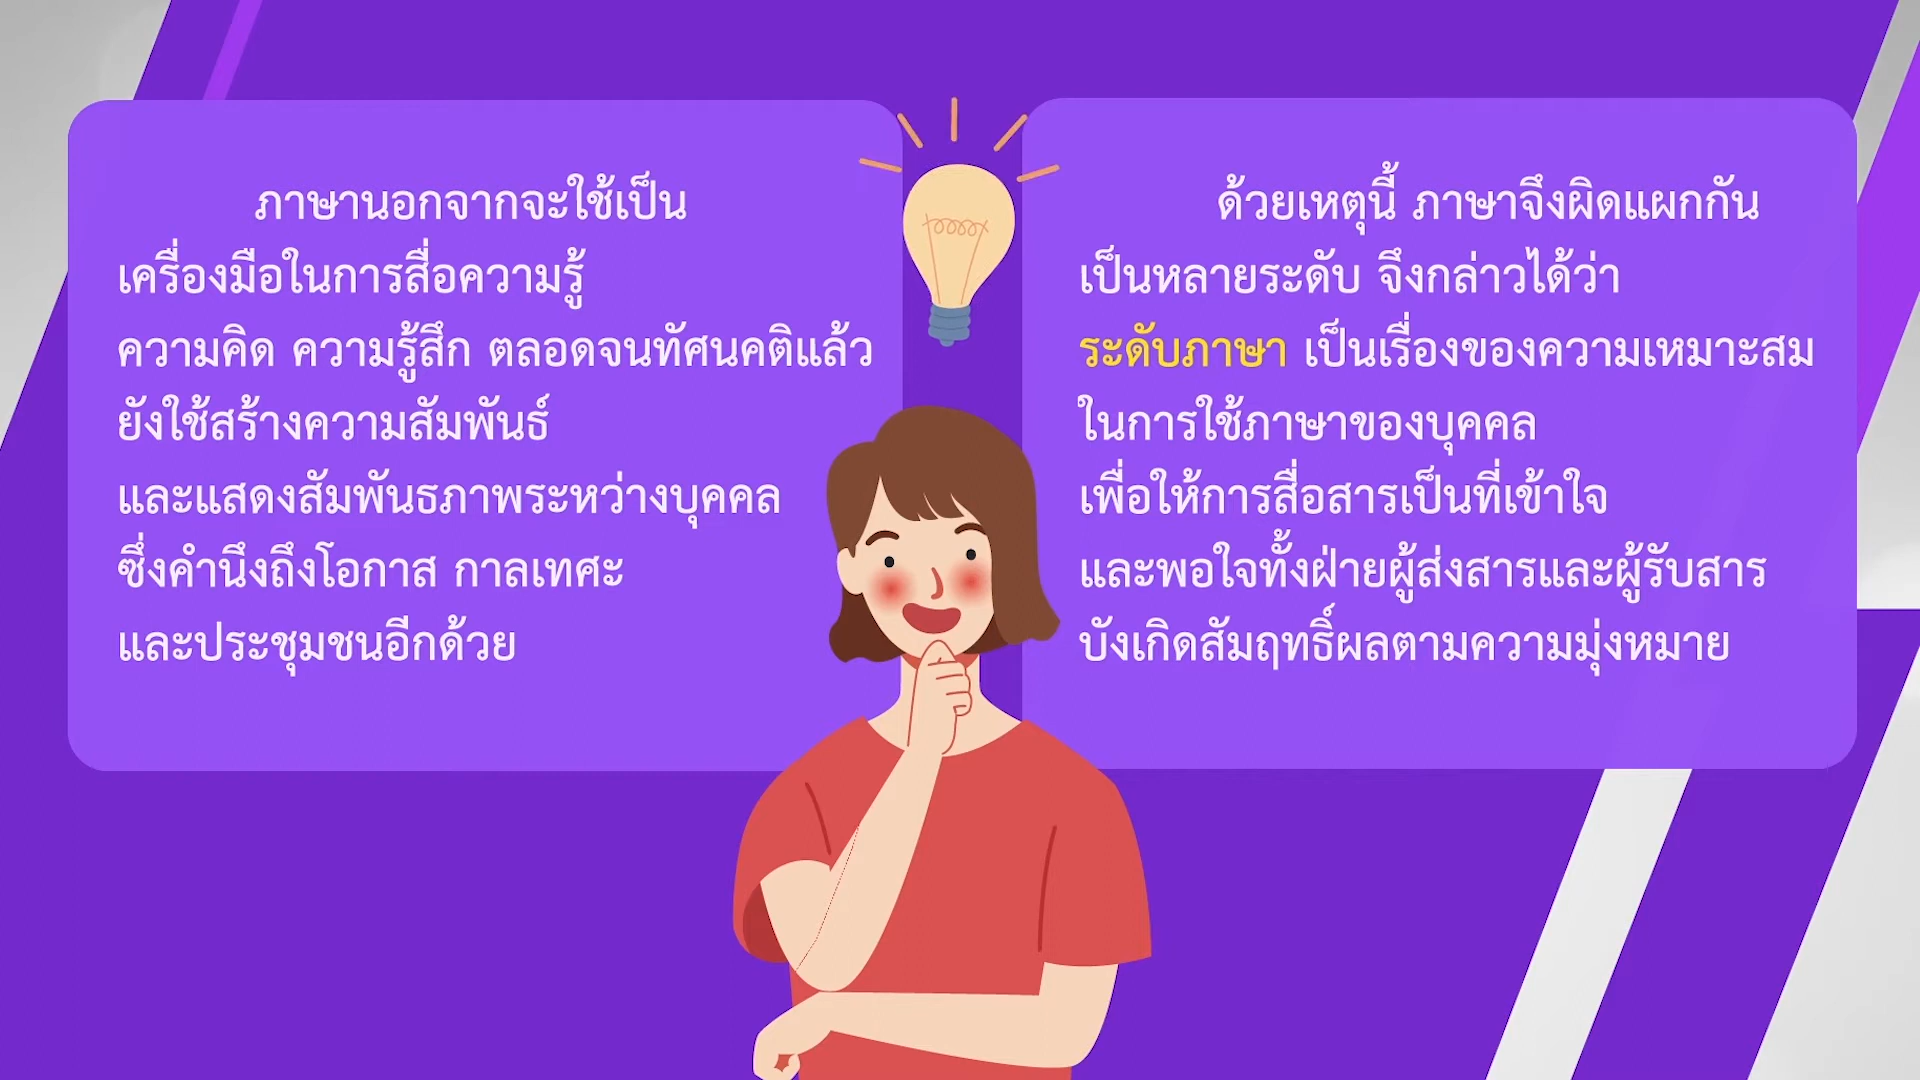 ภาษานอกจากจะใช้เป็น
เครื่องมือในการสื่อความรู้
ความคิด ความรู้สึก ตลอดจนทัศนคติแล้ว
ยังใช้สร้างความสัมพันธ์
และแสดงสัมพันธภาพระหว่างบุคคล
ซึ่งคำนึงถึงโอกาส กาลเทศะ
และประชุมชนอีกด้วย
ด้วยเหตุนี้ ภาษาจึงผิดแผกกัน
เป็นหลายระดับ จึงกล่าวได้ว่า
ระดับภาษา เป็นเรื่องของความเหมาะสม
ในการใช้ภาษาของบุคคล
เพื่อให้การสื่อสารเป็นที่เข้าใจ
และพอใจทั้งฝ่ายผู้ส่งสารและผู้รับสาร
บังเกิดสัมฤทธิ์ผลตามความมุ่งหมาย